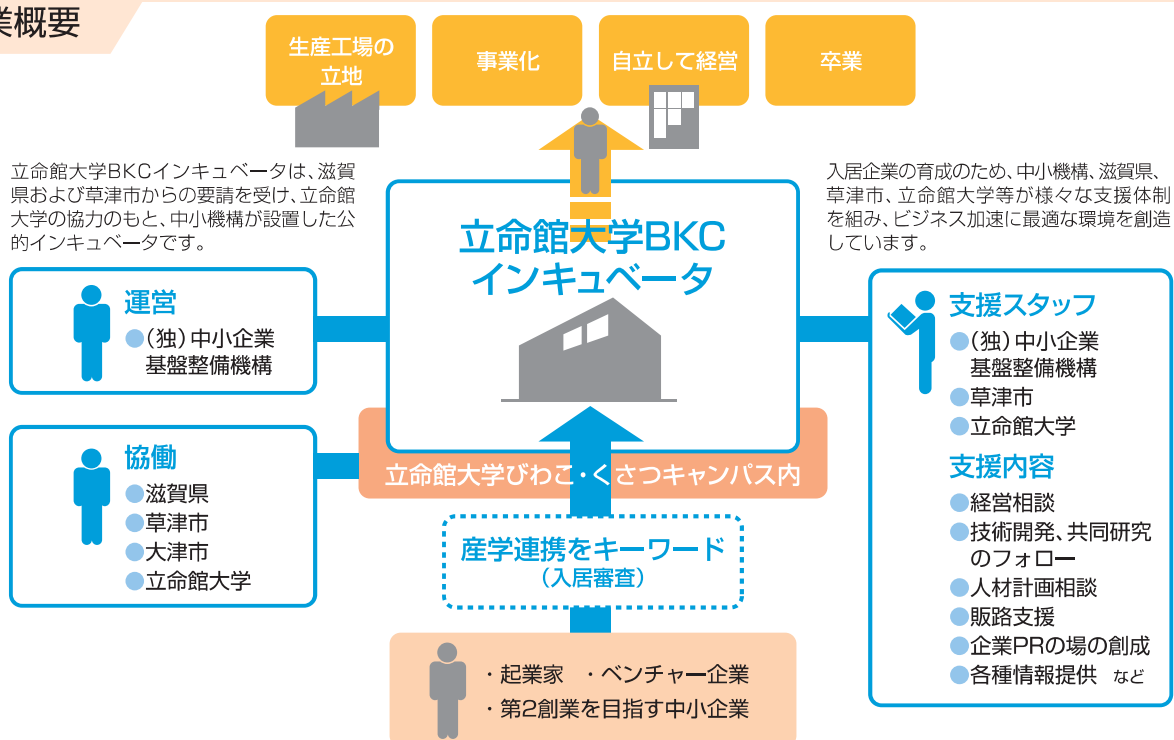 業概要
生産工場の
立地
事業化
自立して経営
卒業
立命館大学BKCインキュベータは、滋賀
県および草津市からの要請を受け、立命館
大学の協力のもと、中小機構が設置した公
的インキュベータです。
入居企業の育成のため、中小機構、滋賀県、
草津市、立命館大学等が様々な支援体制
を組み、ビジネス加速に最適な環境を創造
しています。
立命館大学BKC
インキュベータ
運営
●(独)中小企業
基盤整備機構
協働
●滋賀県
●草津市
●大津市
●立命館大学
支援スタッフ
●(独)中小企業
基盤整備機構
●草津市
●立命館大学
支援内容
●経営相談
●技術開発、共同研究
のフォロー
●人材計画相談
●販路支援
●企業PRの場の創成
●各種情報提供 など
立命館大学びわこ・くさつキャンパス内
産学連携をキーワード
(入居審査)
・起業家 ・ベンチャー企業
・第2創業を目指す中小企業